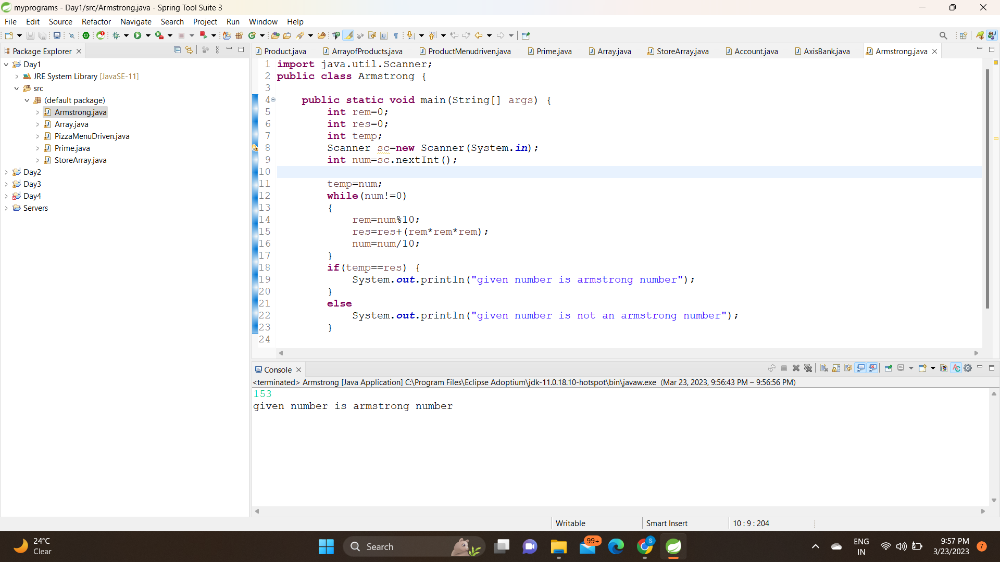 myprograms - Day1/src/Armstrong.java - Spring Tool Suite 3
File Edit Source Refactor Navigate Search Project Run Window Help
Package Explorer
Day1
JRE System Library [JavaSE-11]
src
(default package)
Armstrong.java
Array.java
PizzaMenuDriven.java
Prime.java
StoreArray.java
Day2
Day3
Day4
Servers
Product.java ArrayofProducts.java ProductMenudriven.java Prime.java Array.java StoreArray.java Account.java AxisBank.java Armstrong.java
1 import java.util.Scanner;
2 public class Armstrong {
3
4 public static void main(String[] args) {
5 int rem=0;
6 int res=0;
7 int temp;
8 Scanner sc=new Scanner(System.in);
9 int num=sc.nextInt();
10
11 temp=num;
12 while(num!=0)
13 {
14 rem=num%10;
15 res=res+(rem*rem*rem);
16 num=num/10;
17 }
18 if(temp==res) {
19 System.out.println("given number is armstrong number");
20 }
21 else
22 System.out.println("given number is not an armstrong number");
23 }
24
Console
<terminated> Armstrong [Java Application] C:\Program Files\Eclipse Adoptium\jdk-11.0.18.10-hotspot\bin\javaw.exe (Mar 23, 2023, 9:56:43 PM – 9:56:56 PM)
153
given number is armstrong number
Writable Smart Insert 10 : 9 : 204
24°C
Clear
Search
99+
S
ENG
IN
9:57 PM
3/23/2023
7